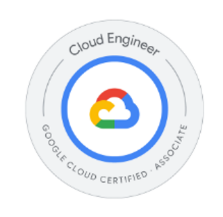 Cloud Engineer
GOOGLE CLOUD CERTIFIED · ASSOCIATE